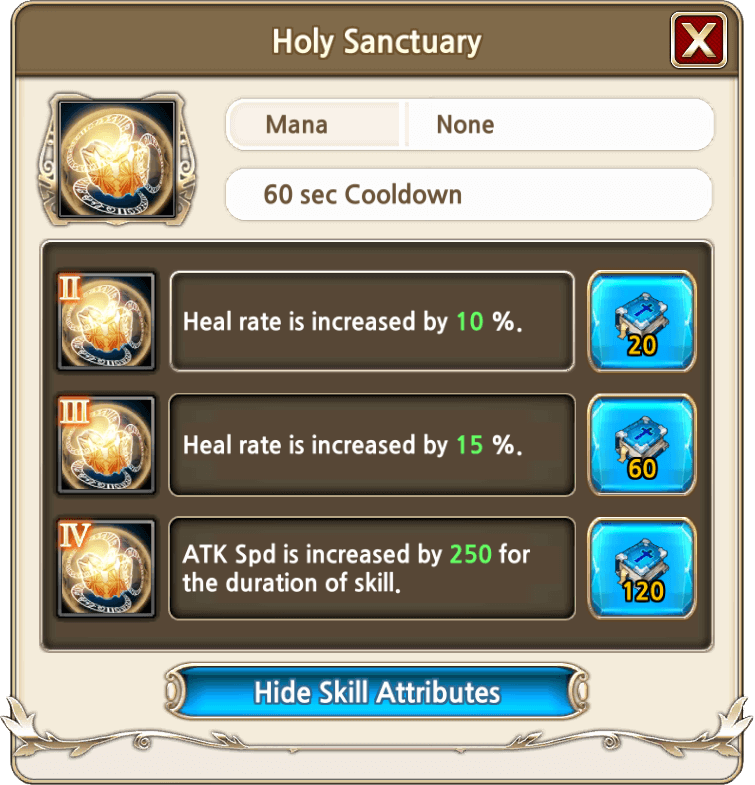 Holy Sanctuary
X
Mana
None
60 sec Cooldown
II
Heal rate is increased by 10 %.
20
III
Heal rate is increased by 15 %.
60
IV
ATK Spd is increased by 250 for
the duration of skill.
120
Hide Skill Attributes